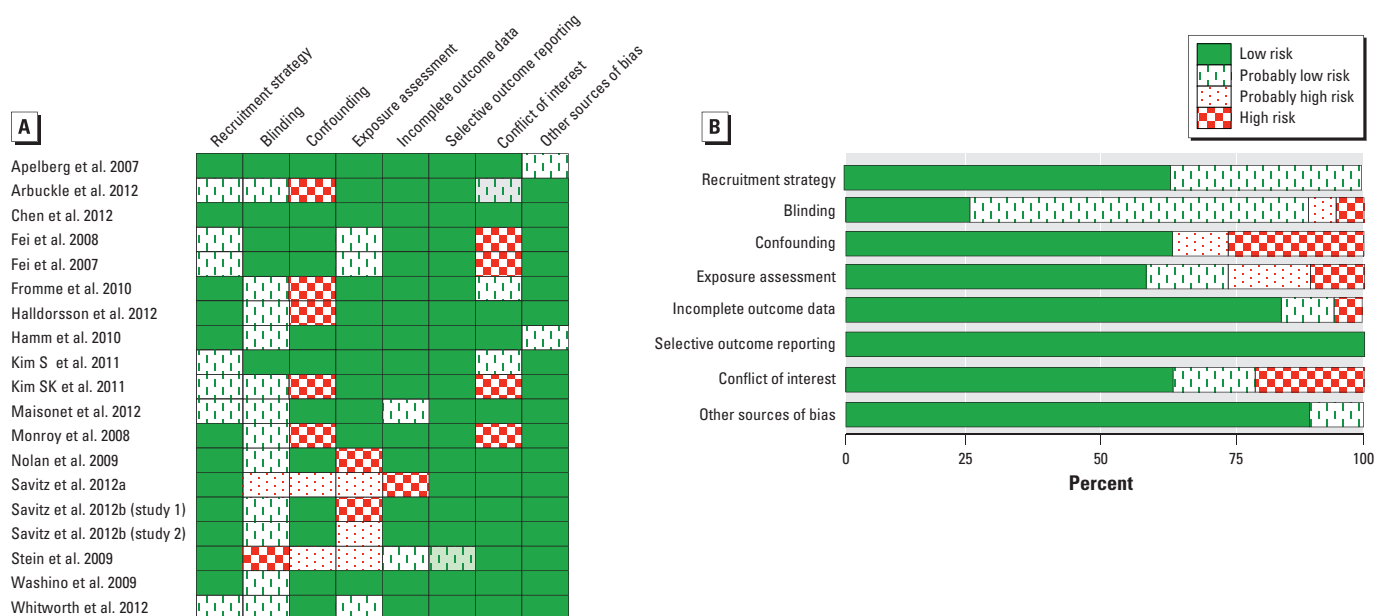 A
Recruitment strategy
Blinding
Confounding
Exposure assessment
Incomplete outcome data
Selective outcome reporting
Conflict of interest
Other sources of bias
Apelberg et al. 2007
Arbuckle et al. 2012
Chen et al. 2012
Fei et al. 2008
Fei et al. 2007
Fromme et al. 2010
Halldorsson et al. 2012
Hamm et al. 2010
Kim S et al. 2011
Kim SK et al. 2011
Maisonet et al. 2012
Monroy et al. 2008
Nolan et al. 2009
Savitz et al. 2012a
Savitz et al. 2012b (study 1)
Savitz et al. 2012b (study 2)
Stein et al. 2009
Washino et al. 2009
Whitworth et al. 2012
B
Low risk
Probably low risk
Probably high risk
High risk
Recruitment strategy
Blinding
Confounding
Exposure assessment
Incomplete outcome data
Selective outcome reporting
Conflict of interest
Other sources of bias
0 25 50 75 100
Percent